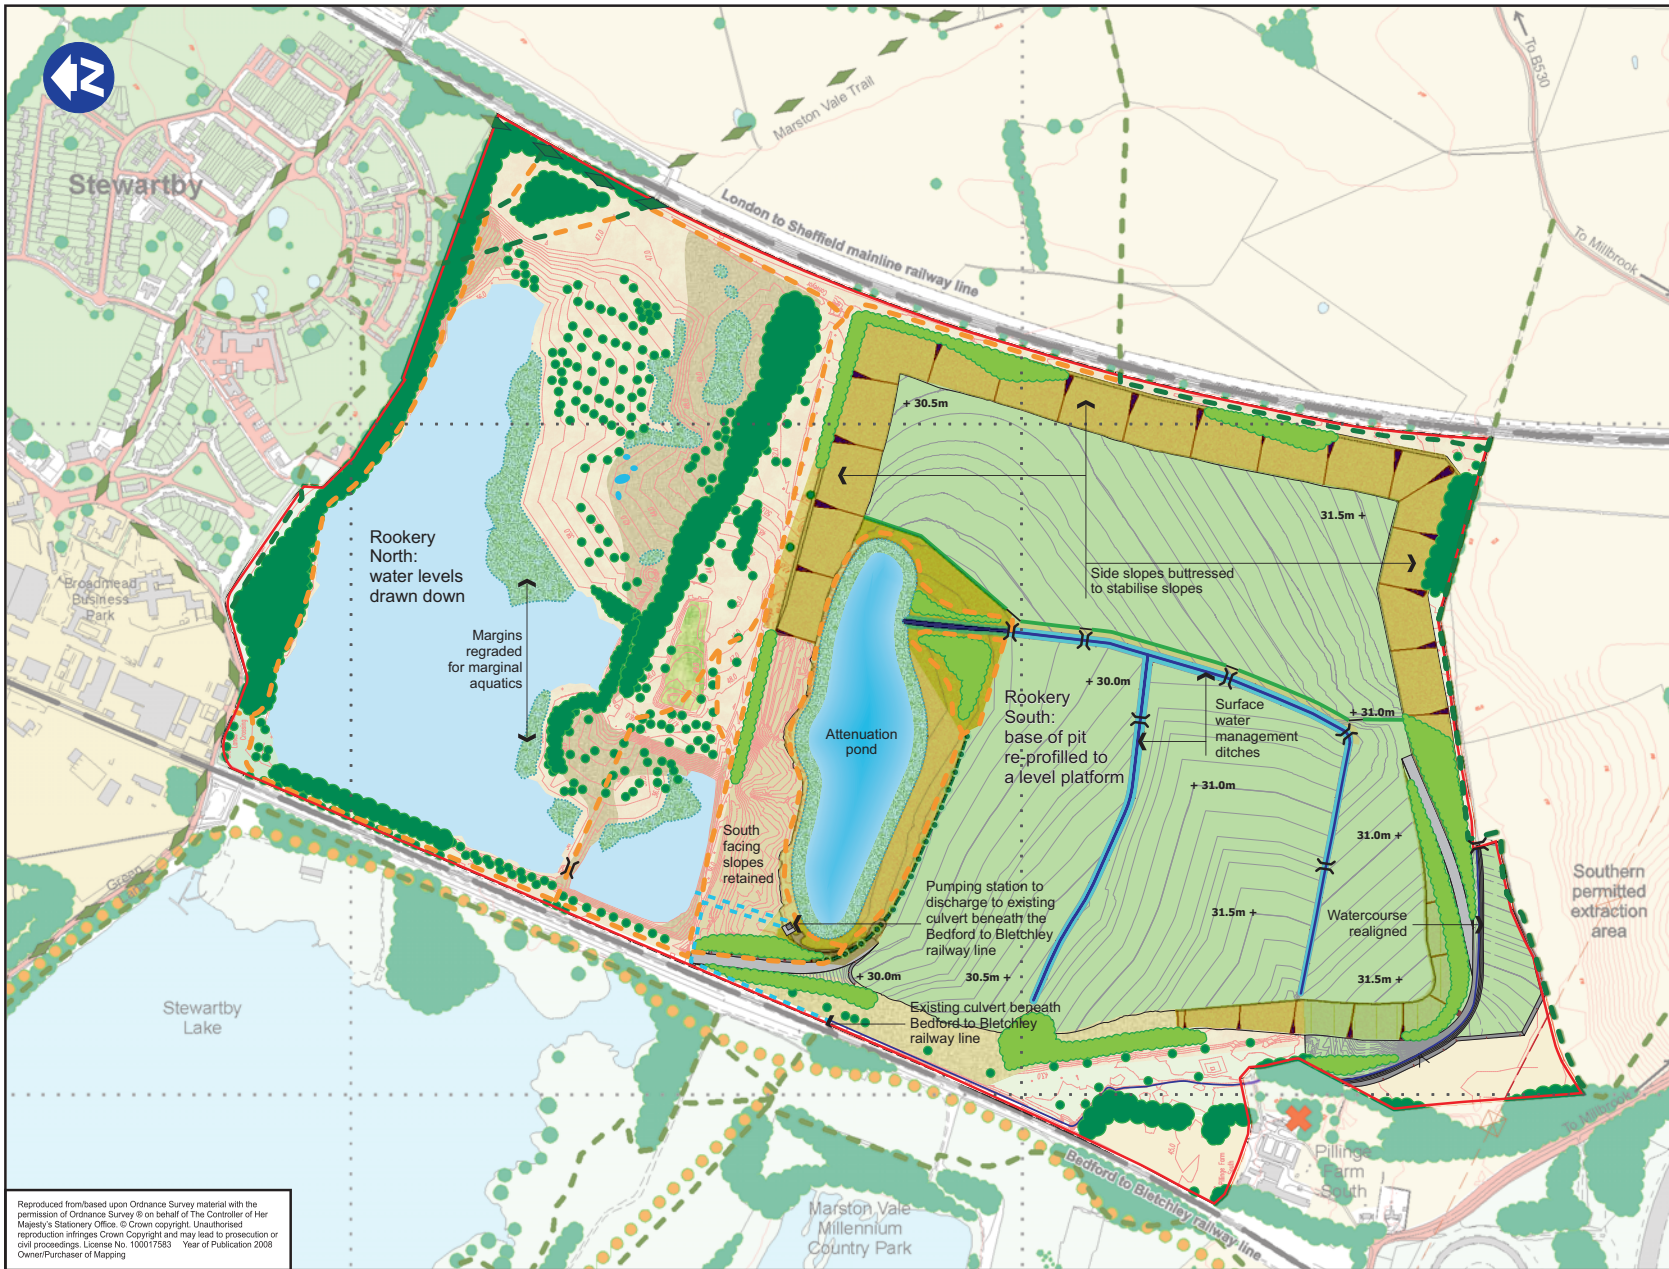 N
Stewartby
Marston Vale Trail
To B530
To Millbrook
London to Sheffield mainline railway line
+ 30.5m
31.5m +
Rookery
North:
water levels
drawn down
Broadmead
Business
Park
Margins
regraded
for marginal
aquatics
Side slopes buttressed
to stabilise slopes
+ 30.0m
Rookery
South:
base of pit
re-profilled to
a level platform
Surface
water
management
ditches
+ 31.0m
Attenuation
pond
+ 31.0m
31.0m +
South
facing
slopes
retained
Pumping station to
discharge to existing
culvert beneath the
Bedford to Bletchley
railway line
31.5m +
Watercourse
realigned
Southern
permitted
extraction
area
Green
+ 30.0m
30.5m +
31.5m +
Existing culvert beneath
Bedford to Bletchley
railway line
Stewartby
Lake
To Millbrook
Pillinge
Farm
South
Bedford to Bletchley railway line
Marston Vale
Millennium
Country Park
Reproduced from/based upon Ordnance Survey material with the
permission of Ordnance Survey ® on behalf of The Controller of Her
Majesty's Stationery Office. © Crown copyright. Unauthorised
reproduction infringes Crown Copyright and may lead to prosecution or
civil proceedings. License No. 100017583 Year of Publication 2008
Owner/Purchaser of Mapping